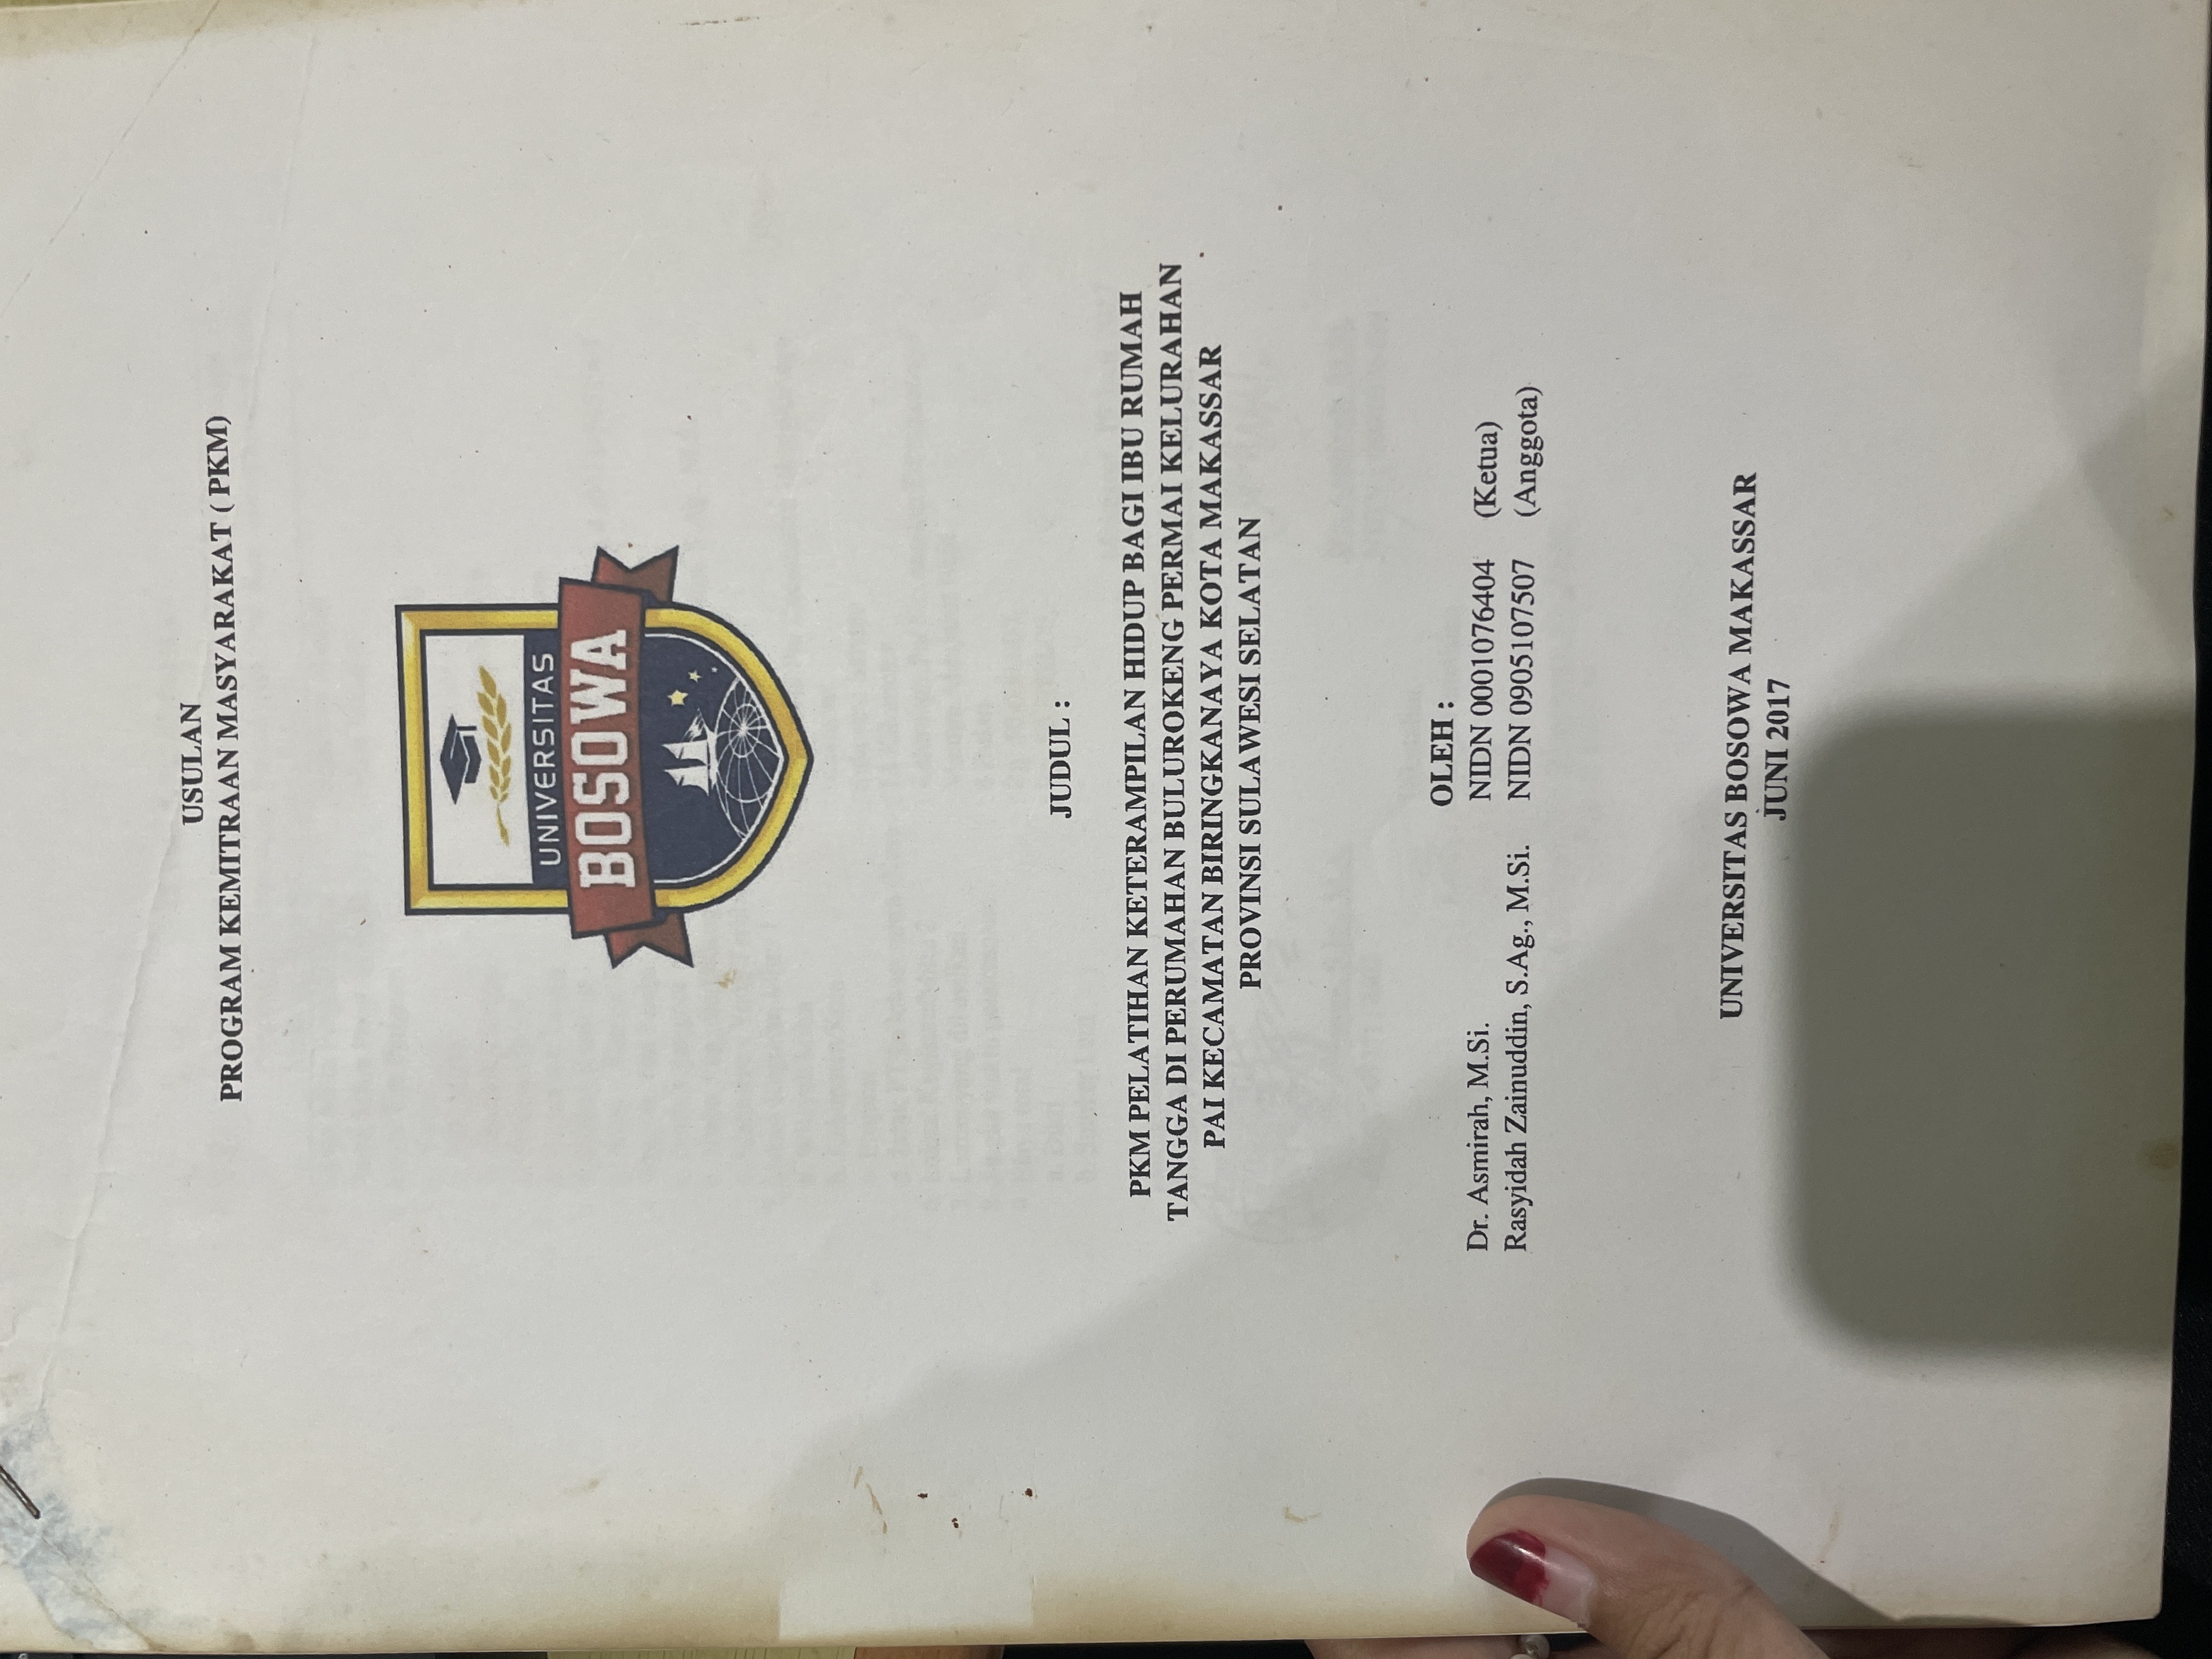 USULAN
PROGRAM KEMITRAAN MASYARAKAT ( PKM)
UNIVERSITAS
BOSOWA
JUDUL :
PKM PELATIHAN KETERAMPILAN HIDUP BAGI IBU RUMAH
TANGGA DI PERUMAHAN BULUROKENG PERMAI KELURAHAN
PAI KECAMATAN BIRINGKANAYA KOTA MAKASSAR
PROVINSI SULAWESI SELATAN
OLEH :
Dr. Asmirah, M.Si. NIDN 0001076404 (Ketua)
Rasyidah Zainuddin, S.Ag., M.Si. NIDN 0905107507 (Anggota)
UNIVERSITAS BOSOWA MAKASSAR
JUNI 2017